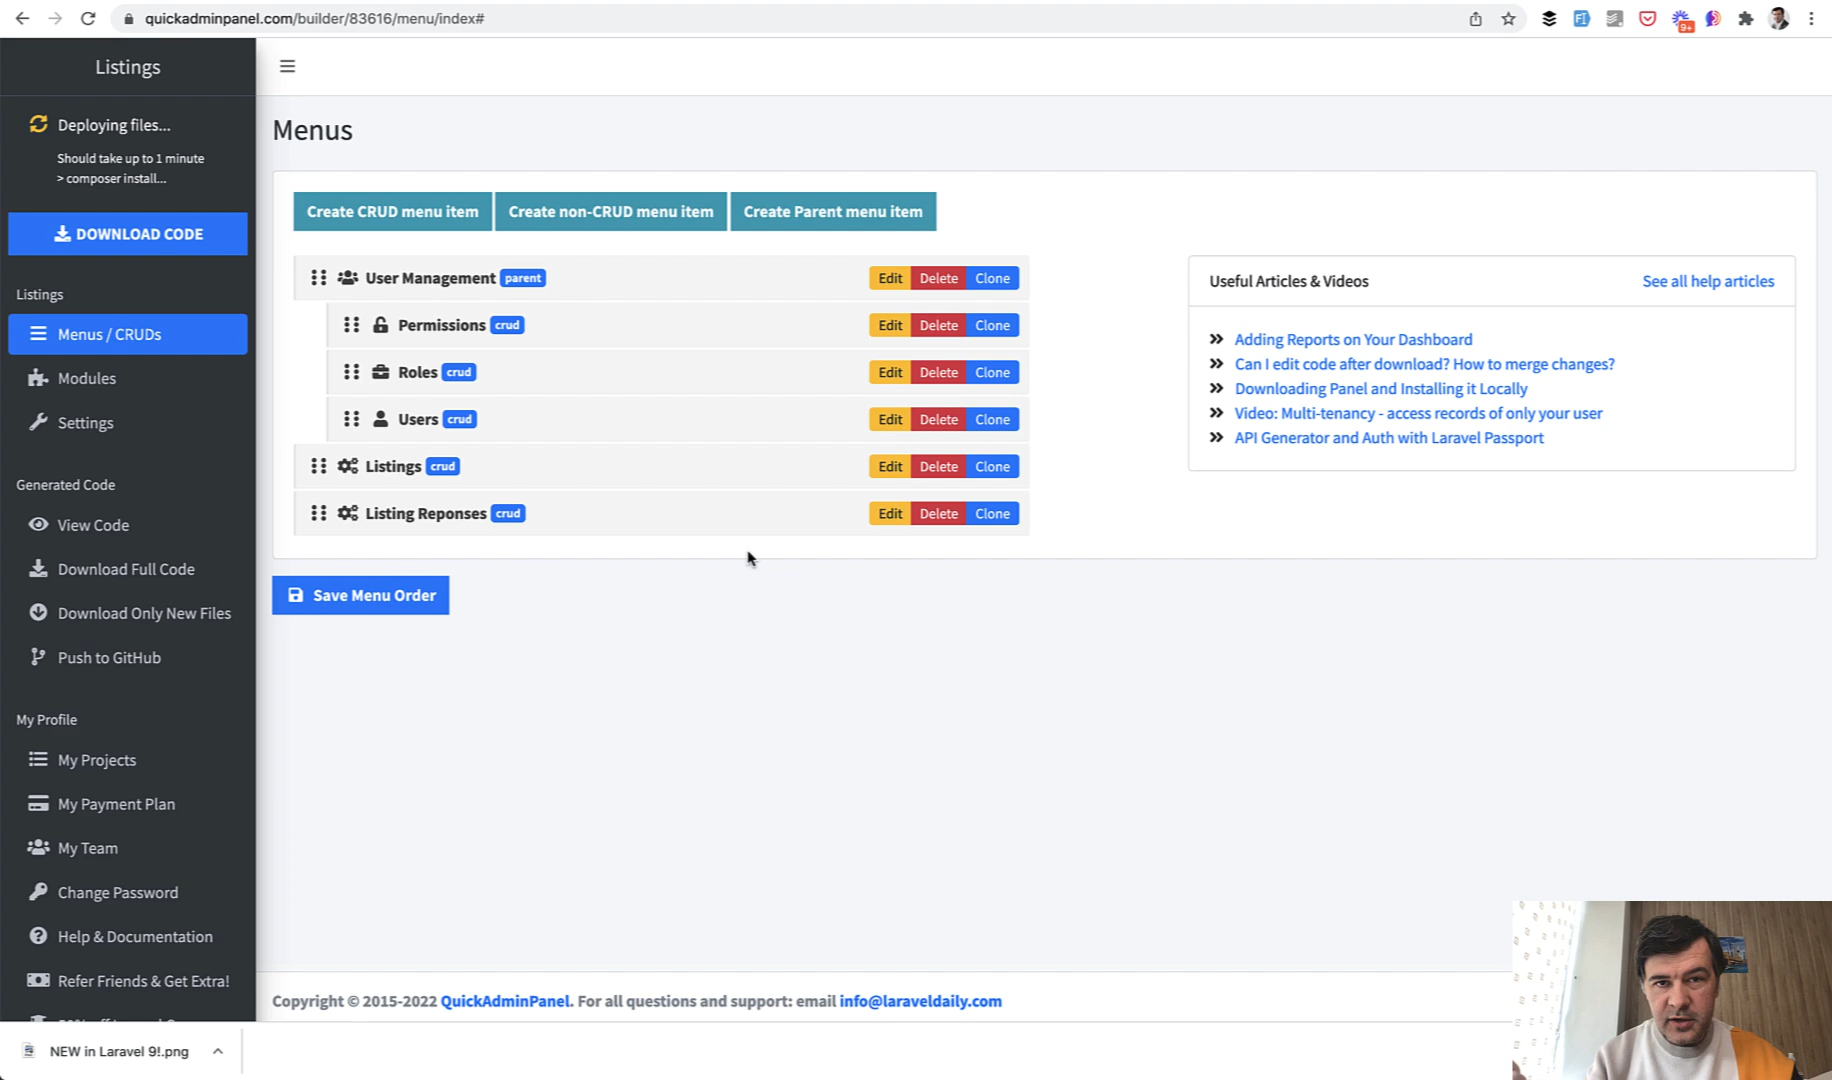 quickadminpanel.com/builder/83616/menu/index#
9+
Listings
Deploying files...
Should take up to 1 minute
> composer install...
DOWNLOAD CODE
Listings
Menus / CRUDs
Modules
Settings
Generated Code
View Code
Download Full Code
Download Only New Files
Push to GitHub
My Profile
My Projects
My Payment Plan
My Team
Change Password
Help & Documentation
Refer Friends & Get Extra!
Menus
Create CRUD menu item
Create non-CRUD menu item
Create Parent menu item
User Management parent Edit Delete Clone
Permissions crud Edit Delete Clone
Roles crud Edit Delete Clone
Users crud Edit Delete Clone
Listings crud Edit Delete Clone
Listing Reponses crud Edit Delete Clone
Save Menu Order
Useful Articles & Videos
See all help articles
Adding Reports on Your Dashboard
Can I edit code after download? How to merge changes?
Downloading Panel and Installing it Locally
Video: Multi-tenancy - access records of only your user
API Generator and Auth with Laravel Passport
Copyright © 2015-2022 QuickAdminPanel. For all questions and support: email info@laraveldaily.com
NEW in Laravel 9!.png